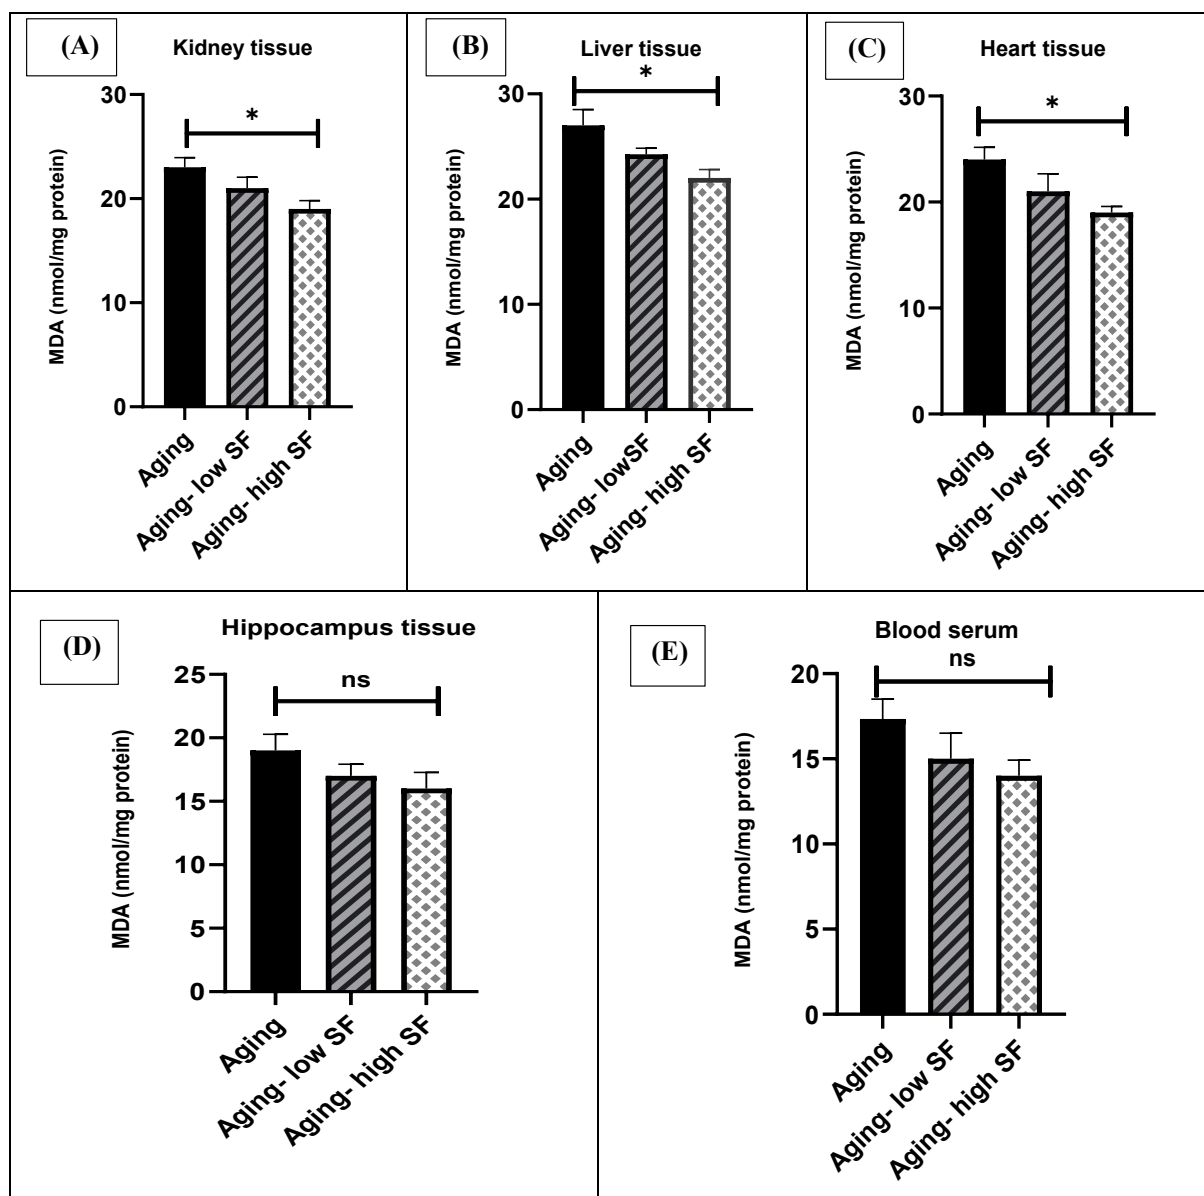 (A)
Kidney tissue
*
MDA (nmol/mg protein)
30
20
10
0
Aging
Aging- low SF
Aging- high SF
(B)
Liver tissue
*
MDA (nmol/mg protein)
30
20
10
0
Aging
Aging- lowSF
Aging- high SF
(C)
Heart tissue
*
MDA (nmol/mg protein)
30
20
10
0
Aging
Aging- low SF
Aging- high SF
(D)
Hippocampus tissue
ns
MDA (nmol/mg protein)
25
20
15
10
5
0
Aging
Aging- low SF
Aging- high SF
(E)
Blood serum
ns
MDA (nmol/mg protein)
20
15
10
5
0
Aging
Aging- low SF
Aging- high SF